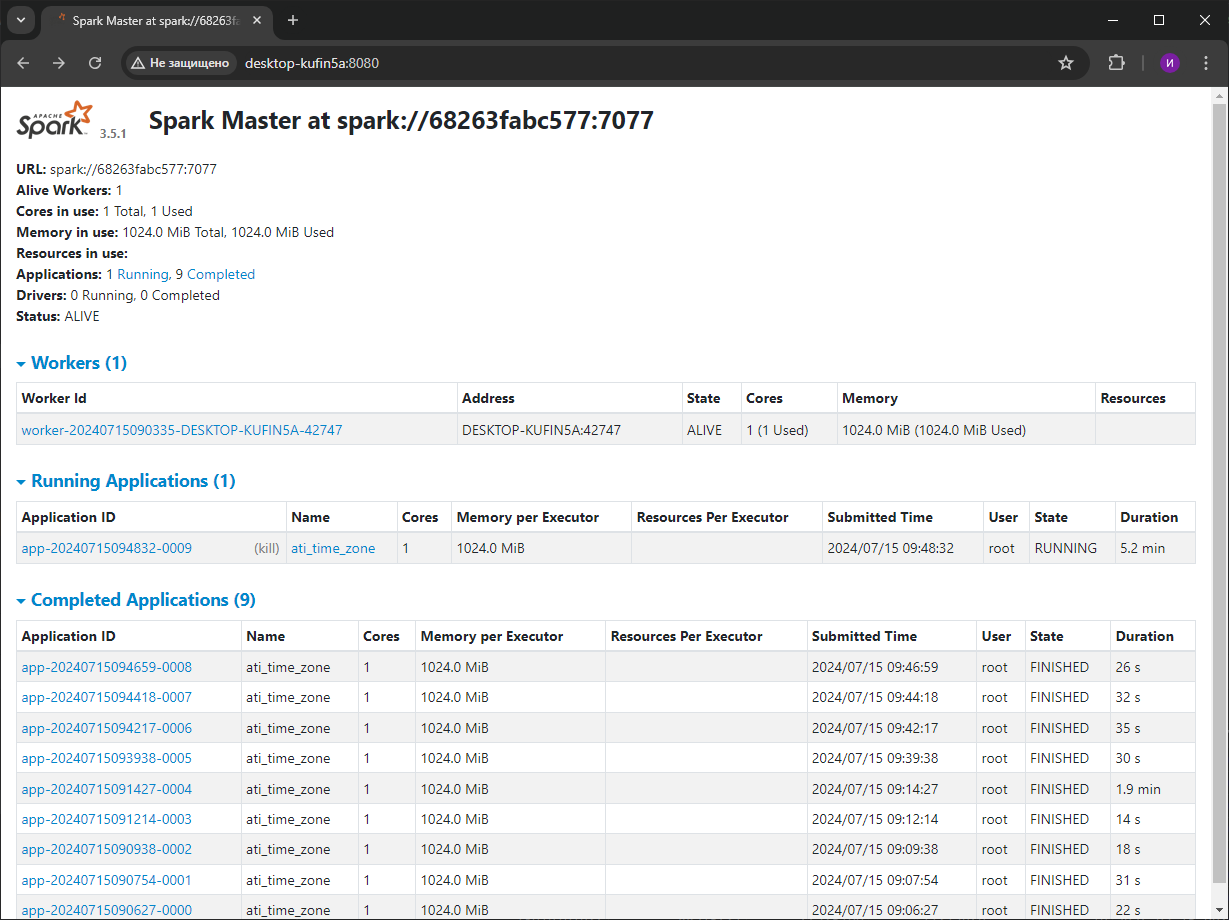 Spark Master at spark://68263fa
Не защищено desktop-kufin5a:8080 И
APACHE
Spark 3.5.1 Spark Master at spark://68263fabc577:7077
URL: spark://68263fabc577:7077
Alive Workers: 1
Cores in use: 1 Total, 1 Used
Memory in use: 1024.0 MiB Total, 1024.0 MiB Used
Resources in use:
Applications: 1 Running, 9 Completed
Drivers: 0 Running, 0 Completed
Status: ALIVE
Workers (1)
Worker Id Address State Cores Memory Resources
worker-20240715090335-DESKTOP-KUFIN5A-42747 DESKTOP-KUFIN5A:42747 ALIVE 1 (1 Used) 1024.0 MiB (1024.0 MiB Used)
Running Applications (1)
Application ID Name Cores Memory per Executor Resources Per Executor Submitted Time User State Duration
app-20240715094832-0009 (kill) ati_time_zone 1 1024.0 MiB 2024/07/15 09:48:32 root RUNNING 5.2 min
Completed Applications (9)
Application ID Name Cores Memory per Executor Resources Per Executor Submitted Time User State Duration
app-20240715094659-0008 ati_time_zone 1 1024.0 MiB 2024/07/15 09:46:59 root FINISHED 26 s
app-20240715094418-0007 ati_time_zone 1 1024.0 MiB 2024/07/15 09:44:18 root FINISHED 32 s
app-20240715094217-0006 ati_time_zone 1 1024.0 MiB 2024/07/15 09:42:17 root FINISHED 35 s
app-20240715093938-0005 ati_time_zone 1 1024.0 MiB 2024/07/15 09:39:38 root FINISHED 30 s
app-20240715091427-0004 ati_time_zone 1 1024.0 MiB 2024/07/15 09:14:27 root FINISHED 1.9 min
app-20240715091214-0003 ati_time_zone 1 1024.0 MiB 2024/07/15 09:12:14 root FINISHED 14 s
app-20240715090938-0002 ati_time_zone 1 1024.0 MiB 2024/07/15 09:09:38 root FINISHED 18 s
app-20240715090754-0001 ati_time_zone 1 1024.0 MiB 2024/07/15 09:07:54 root FINISHED 31 s
app-20240715090627-0000 ati_time_zone 1 1024.0 MiB 2024/07/15 09:06:27 root FINISHED 22 s